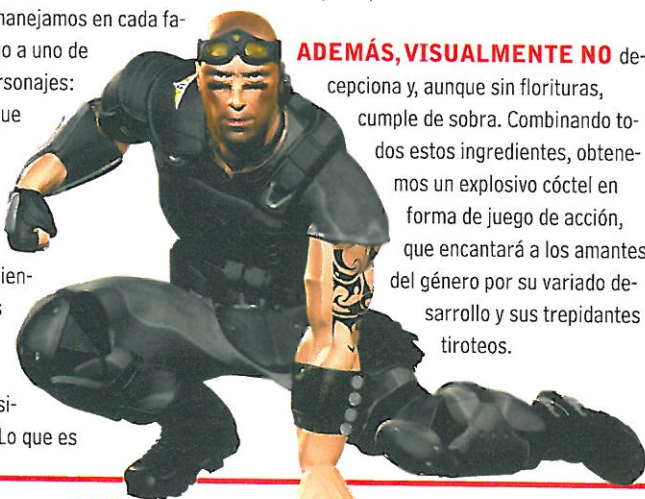 manejamos en cada fa-
no a uno de
rsonajes:
ue
ien-
s
si-
Lo que es
ADEMÁS, VISUALMENTE NO de-
cepciona y, aunque sin florituras,
cumple de sobra. Combinando to-
dos estos ingredientes, obtene-
mos un explosivo cóctel en
forma de juego de acción,
que encantará a los amantes
del género por su variado de-
sarrollo y sus trepidantes
tiroteos.